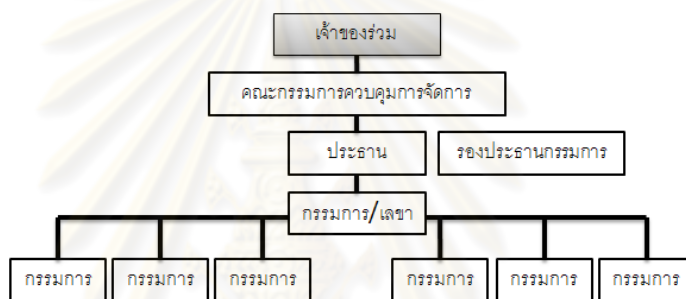 เจ้าของร่วม
คณะกรรมการควบคุมการจัดการ
ประธาน รองประธานกรรมการ
กรรมการ/เลขา
กรรมการ กรรมการ กรรมการ กรรมการ กรรมการ กรรมการ